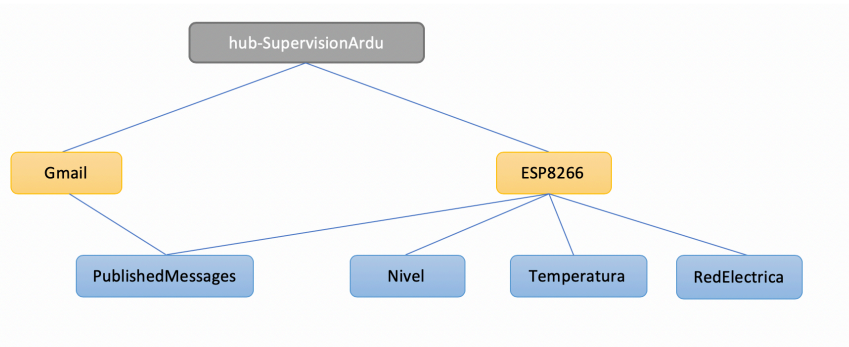 hub-SupervisionArdu
Gmail
ESP8266
PublishedMessages
Nivel
Temperatura
RedElectrica